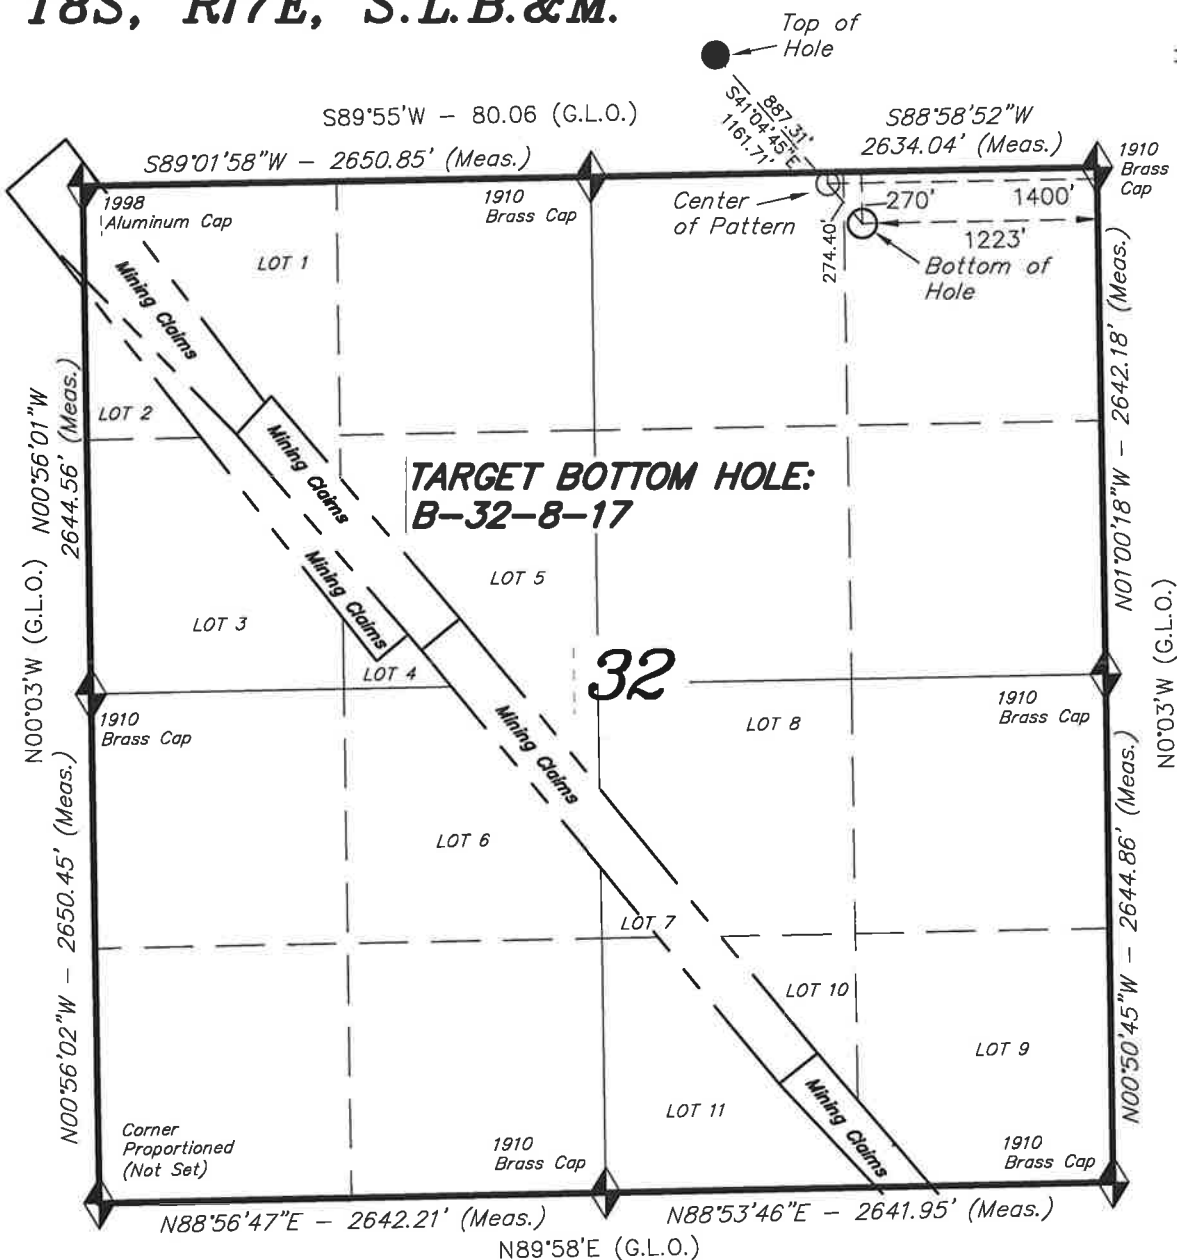 T8S, R17E, S.L.B.&M.
Top of
Hole
S89°55'W – 80.06 (G.L.O.)
887.31'
S41°04'45"E
1161.71'
S88°58'52"W
2634.04' (Meas.)
S89°01'58"W – 2650.85' (Meas.)
1910
Brass
Cap
1998
Aluminum Cap
1910
Brass Cap
Center
of Pattern
270'
1400'
1223'
274.40'
Bottom of
Hole
LOT 1
Mining Claims
LOT 2
N00°56'01"W
2644.56' (Meas.)
N01°00'18"W – 2642.18' (Meas.)
Mining Claims
TARGET BOTTOM HOLE:
B–32–8–17
Mining Claims
LOT 5
LOT 3
N00°03'W (G.L.O.)
N0°03'W (G.L.O.)
LOT 4
32
1910
Brass Cap
Mining Claims
LOT 8
1910
Brass Cap
LOT 6
N00°56'02"W – 2650.45' (Meas.)
N00°50'45"W – 2644.86' (Meas.)
LOT 7
LOT 10
LOT 9
LOT 11
Mining Claims
Corner
Proportioned
(Not Set)
1910
Brass Cap
1910
Brass Cap
N88°56'47"E – 2642.21' (Meas.)
N88°53'46"E – 2641.95' (Meas.)
N89°58'E (G.L.O.)